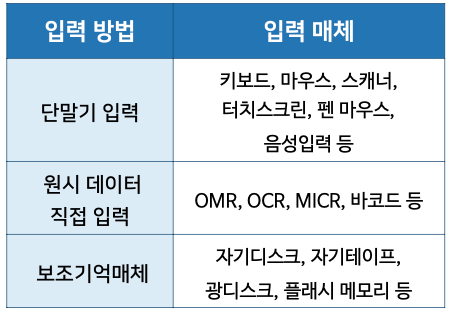 입력 방법
입력 매체
단말기 입력
키보드, 마우스, 스캐너,
터치스크린, 펜 마우스,
음성입력 등
원시 데이터
직접 입력
OMR, OCR, MICR, 바코드 등
보조기억매체
자기디스크, 자기테이프,
광디스크, 플래시 메모리 등